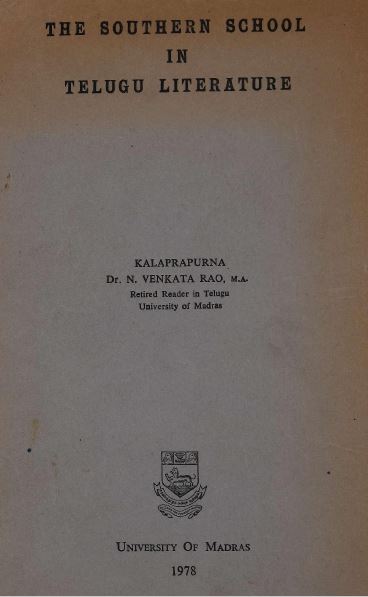 THE SOUTHERN SCHOOL
IN
TELUGU LITERATURE
KALAPRAPURNA
Dr. N. VENKATA RAO, M.A.
Retired Reader in Telugu
University of Madras
UNIVERSITY OF MADRAS
1978